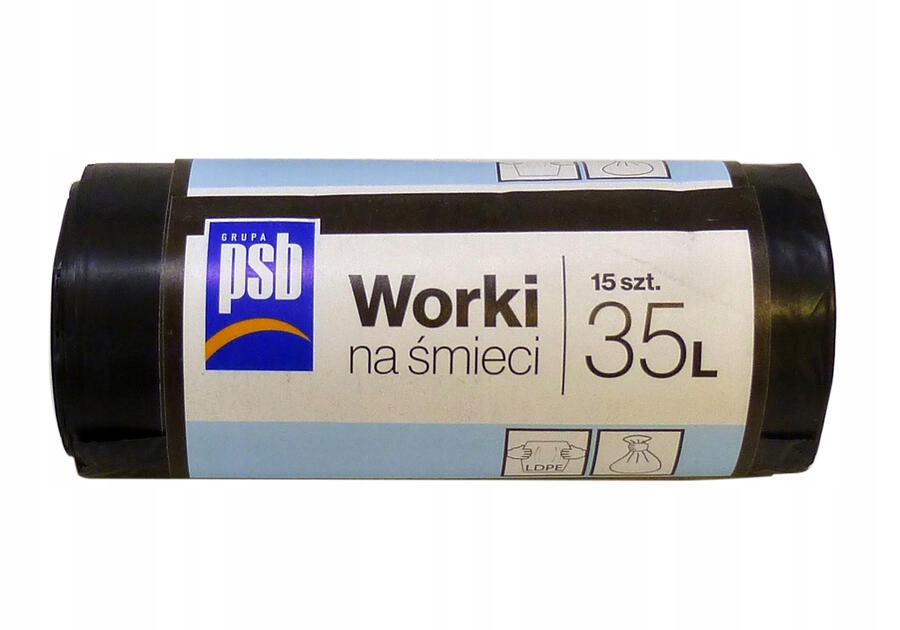 GRUPA
psb
Worki
na śmieci
15 szt.
35L
LDPE